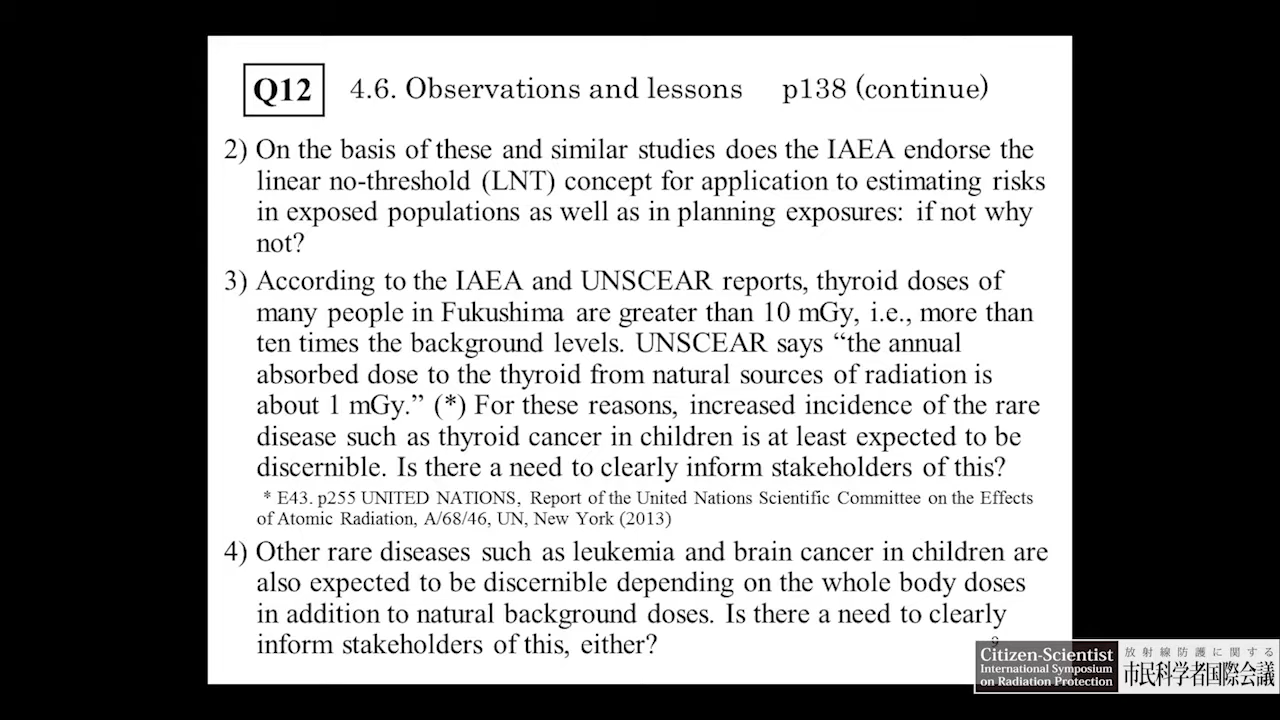 Q12 4.6. Observations and lessons p138 (continue)
2) On the basis of these and similar studies does the IAEA endorse the
linear no-threshold (LNT) concept for application to estimating risks
in exposed populations as well as in planning exposures: if not why
not?
3) According to the IAEA and UNSCEAR reports, thyroid doses of
many people in Fukushima are greater than 10 mGy, i.e., more than
ten times the background levels. UNSCEAR says “the annual
absorbed dose to the thyroid from natural sources of radiation is
about 1 mGy.” (*) For these reasons, increased incidence of the rare
disease such as thyroid cancer in children is at least expected to be
discernible. Is there a need to clearly inform stakeholders of this?
* E43. p255 UNITED NATIONS, Report of the United Nations Scientific Committee on the Effects
of Atomic Radiation, A/68/46, UN, New York (2013)
4) Other rare diseases such as leukemia and brain cancer in children are
also expected to be discernible depending on the whole body doses
in addition to natural background doses. Is there a need to clearly
inform stakeholders of this, either?
9
Citizen-Scientist
International Symposium
on Radiation Protection
放射線防護に関する
市民科学者国際会議